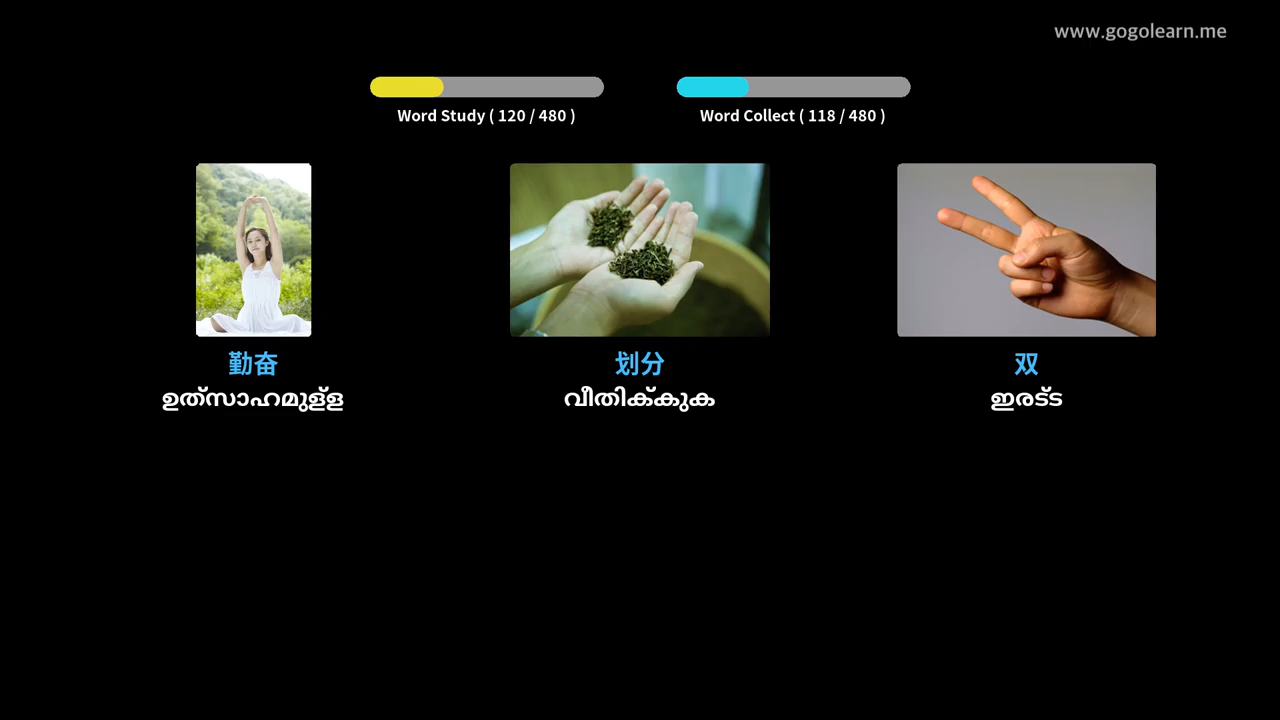 www.gogolearn.me
Word Study ( 120 / 480 )
Word Collect ( 118 / 480 )
勤奋
划分
双
ഉത്സാഹമുള്ള
വീതിക്കുക
ഇരട്ട